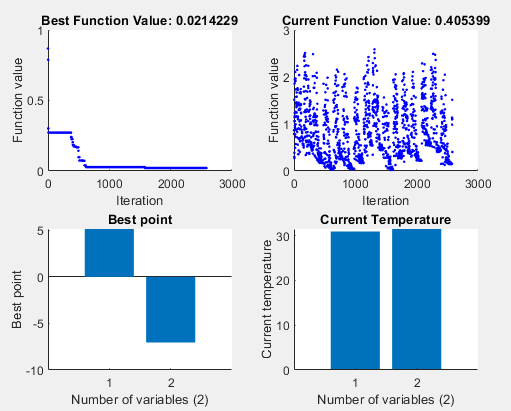 Best Function Value: 0.0214229
Function value
1
0.5
0
0
1000
2000
3000
Iteration
Current Function Value: 0.405399
Function value
3
2
1
0
0
1000
2000
3000
Iteration
Best point
Best point
5
0
-5
-10
1
2
Number of variables (2)
Current Temperature
Current temperature
30
20
10
0
1
2
Number of variables (2)